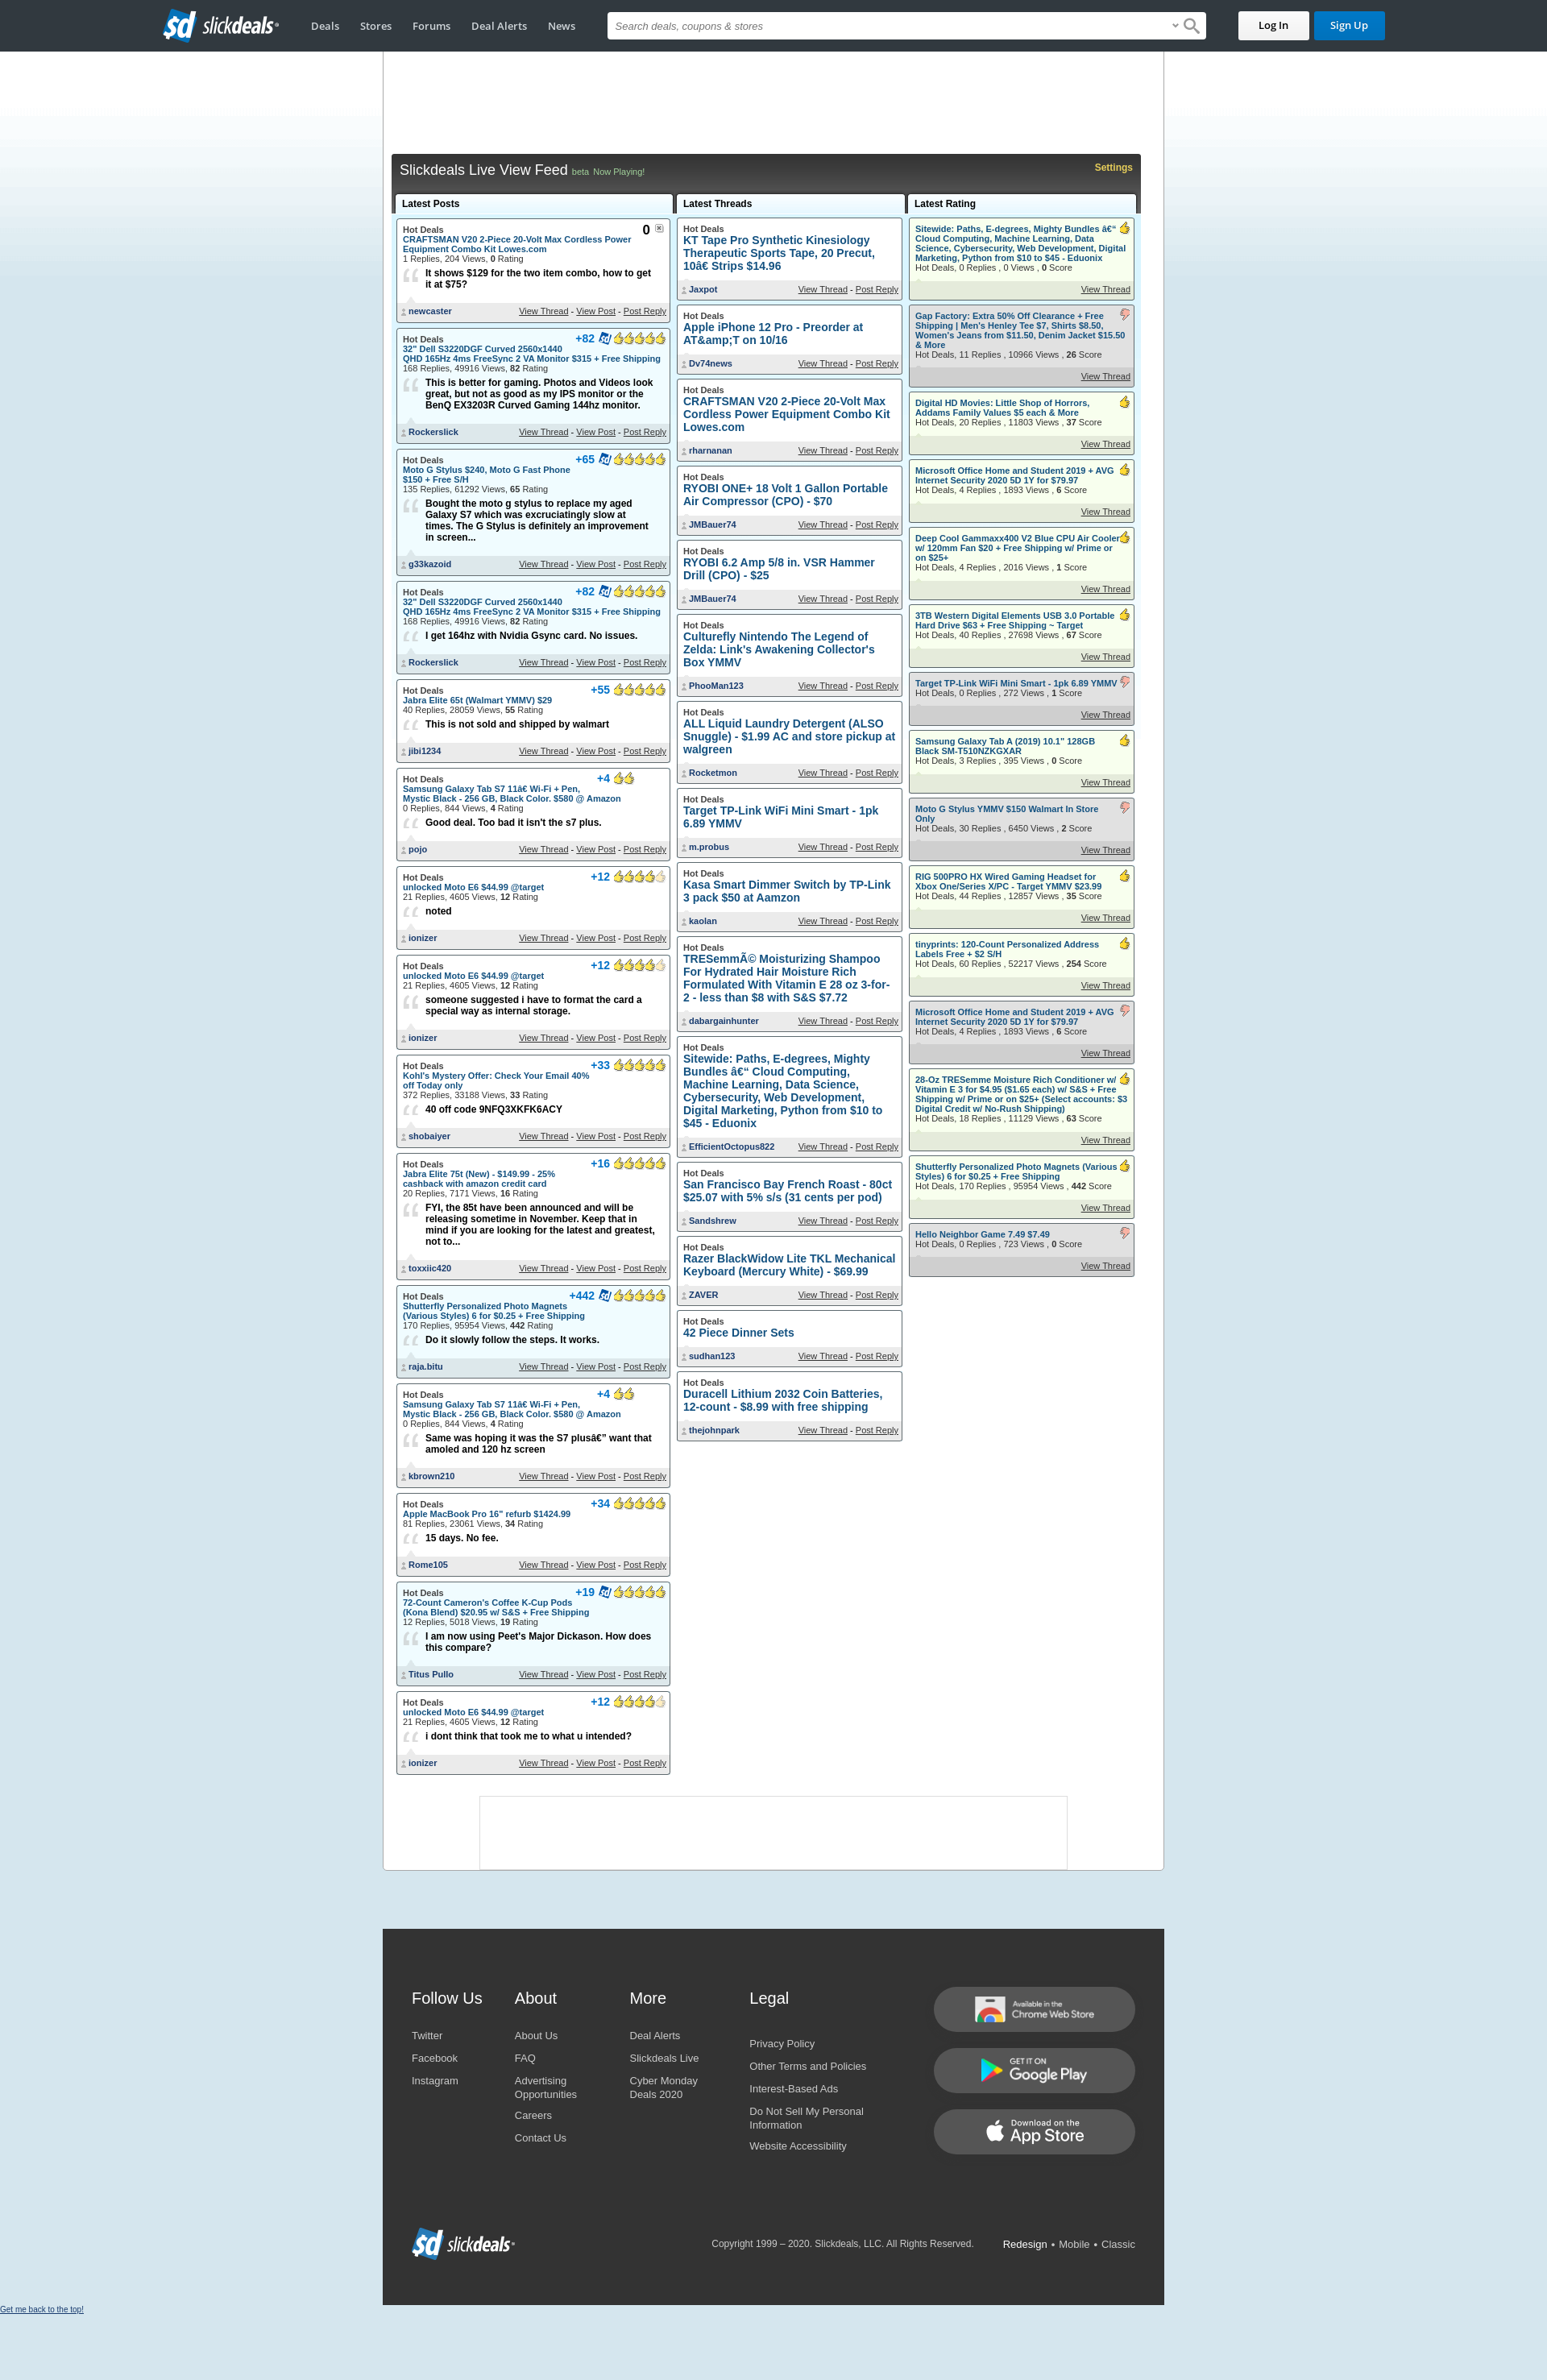 slickdeals
Deals Stores Forums Deal Alerts News
Search deals, coupons & stores
Log In
Sign Up
Slickdeals Live View Feed beta Now Playing!
Settings
Latest Posts
Hot Deals
0
CRAFTSMAN V20 2-Piece 20-Volt Max Cordless Power
Equipment Combo Kit Lowes.com
1 Replies, 204 Views, 0 Rating
It shows $129 for the two item combo, how to get
it at $75?
newcaster
View Thread - View Post - Post Reply
Hot Deals
+82
32" Dell S3220DGF Curved 2560x1440
QHD 165Hz 4ms FreeSync 2 VA Monitor $315 + Free Shipping
168 Replies, 49916 Views, 82 Rating
This is better for gaming. Photos and Videos look
great, but not as good as my IPS monitor or the
BenQ EX3203R Curved Gaming 144hz monitor.
Rockerslick
View Thread - View Post - Post Reply
Hot Deals
+65
Moto G Stylus $240, Moto G Fast Phone
$150 + Free S/H
135 Replies, 61292 Views, 65 Rating
Bought the moto g stylus to replace my aged
Galaxy S7 which was excruciatingly slow at
times. The G Stylus is definitely an improvement
in screen...
g33kazoid
View Thread - View Post - Post Reply
Hot Deals
+82
32" Dell S3220DGF Curved 2560x1440
QHD 165Hz 4ms FreeSync 2 VA Monitor $315 + Free Shipping
168 Replies, 49916 Views, 82 Rating
I get 164hz with Nvidia Gsync card. No issues.
Rockerslick
View Thread - View Post - Post Reply
Hot Deals
+55
Jabra Elite 65t (Walmart YMMV) $29
40 Replies, 28059 Views, 55 Rating
This is not sold and shipped by walmart
jibi1234
View Thread - View Post - Post Reply
Hot Deals
+4
Samsung Galaxy Tab S7 11â€ Wi-Fi + Pen,
Mystic Black - 256 GB, Black Color. $580 @ Amazon
0 Replies, 844 Views, 4 Rating
Good deal. Too bad it isn't the s7 plus.
pojo
View Thread - View Post - Post Reply
Hot Deals
+12
unlocked Moto E6 $44.99 @target
21 Replies, 4605 Views, 12 Rating
noted
ionizer
View Thread - View Post - Post Reply
Hot Deals
+12
unlocked Moto E6 $44.99 @target
21 Replies, 4605 Views, 12 Rating
someone suggested i have to format the card a
special way as internal storage.
ionizer
View Thread - View Post - Post Reply
Hot Deals
+33
Kohl's Mystery Offer: Check Your Email 40%
off Today only
372 Replies, 33188 Views, 33 Rating
40 off code 9NFQ3XKFK6ACY
shobaiyer
View Thread - View Post - Post Reply
Hot Deals
+16
Jabra Elite 75t (New) - $149.99 - 25%
cashback with amazon credit card
20 Replies, 7171 Views, 16 Rating
FYI, the 85t have been announced and will be
releasing sometime in November. Keep that in
mind if you are looking for the latest and greatest,
not to...
toxxiic420
View Thread - View Post - Post Reply
Hot Deals
+442
Shutterfly Personalized Photo Magnets
(Various Styles) 6 for $0.25 + Free Shipping
170 Replies, 95954 Views, 442 Rating
Do it slowly follow the steps. It works.
raja.bitu
View Thread - View Post - Post Reply
Hot Deals
+4
Samsung Galaxy Tab S7 11â€ Wi-Fi + Pen,
Mystic Black - 256 GB, Black Color. $580 @ Amazon
0 Replies, 844 Views, 4 Rating
Same was hoping it was the S7 plusâ€” want that
amoled and 120 hz screen
kbrown210
View Thread - View Post - Post Reply
Hot Deals
+34
Apple MacBook Pro 16" refurb $1424.99
81 Replies, 23061 Views, 34 Rating
15 days. No fee.
Rome105
View Thread - View Post - Post Reply
Hot Deals
+19
72-Count Cameron's Coffee K-Cup Pods
(Kona Blend) $20.95 w/ S&S + Free Shipping
12 Replies, 5018 Views, 19 Rating
I am now using Peet's Major Dickason. How does
this compare?
Titus Pullo
View Thread - View Post - Post Reply
Hot Deals
+12
unlocked Moto E6 $44.99 @target
21 Replies, 4605 Views, 12 Rating
i dont think that took me to what u intended?
ionizer
View Thread - View Post - Post Reply
Latest Threads
Hot Deals
KT Tape Pro Synthetic Kinesiology
Therapeutic Sports Tape, 20 Precut,
10â€ Strips $14.96
Jaxpot
View Thread - Post Reply
Hot Deals
Apple iPhone 12 Pro - Preorder at
AT&amp;T on 10/16
Dv74news
View Thread - Post Reply
Hot Deals
CRAFTSMAN V20 2-Piece 20-Volt Max
Cordless Power Equipment Combo Kit
Lowes.com
rharnanan
View Thread - Post Reply
Hot Deals
RYOBI ONE+ 18 Volt 1 Gallon Portable
Air Compressor (CPO) - $70
JMBauer74
View Thread - Post Reply
Hot Deals
RYOBI 6.2 Amp 5/8 in. VSR Hammer
Drill (CPO) - $25
JMBauer74
View Thread - Post Reply
Hot Deals
Culturefly Nintendo The Legend of
Zelda: Link's Awakening Collector's
Box YMMV
PhooMan123
View Thread - Post Reply
Hot Deals
ALL Liquid Laundry Detergent (ALSO
Snuggle) - $1.99 AC and store pickup at
walgreen
Rocketmon
View Thread - Post Reply
Hot Deals
Target TP-Link WiFi Mini Smart - 1pk
6.89 YMMV
m.probus
View Thread - Post Reply
Hot Deals
Kasa Smart Dimmer Switch by TP-Link
3 pack $50 at Aamzon
kaolan
View Thread - Post Reply
Hot Deals
TRESemmÃ© Moisturizing Shampoo
For Hydrated Hair Moisture Rich
Formulated With Vitamin E 28 oz 3-for-
2 - less than $8 with S&S $7.72
dabargainhunter
View Thread - Post Reply
Hot Deals
Sitewide: Paths, E-degrees, Mighty
Bundles â€“ Cloud Computing,
Machine Learning, Data Science,
Cybersecurity, Web Development,
Digital Marketing, Python from $10 to
$45 - Eduonix
EfficientOctopus822
View Thread - Post Reply
Hot Deals
San Francisco Bay French Roast - 80ct
$25.07 with 5% s/s (31 cents per pod)
Sandshrew
View Thread - Post Reply
Hot Deals
Razer BlackWidow Lite TKL Mechanical
Keyboard (Mercury White) - $69.99
ZAVER
View Thread - Post Reply
Hot Deals
42 Piece Dinner Sets
sudhan123
View Thread - Post Reply
Hot Deals
Duracell Lithium 2032 Coin Batteries,
12-count - $8.99 with free shipping
thejohnpark
View Thread - Post Reply
Latest Rating
Sitewide: Paths, E-degrees, Mighty Bundles â€“
Cloud Computing, Machine Learning, Data
Science, Cybersecurity, Web Development, Digital
Marketing, Python from $10 to $45 - Eduonix
Hot Deals, 0 Replies , 0 Views , 0 Score
View Thread
Gap Factory: Extra 50% Off Clearance + Free
Shipping | Men's Henley Tee $7, Shirts $8.50,
Women's Jeans from $11.50, Denim Jacket $15.50
& More
Hot Deals, 11 Replies , 10966 Views , 26 Score
View Thread
Digital HD Movies: Little Shop of Horrors,
Addams Family Values $5 each & More
Hot Deals, 20 Replies , 11803 Views , 37 Score
View Thread
Microsoft Office Home and Student 2019 + AVG
Internet Security 2020 5D 1Y for $79.97
Hot Deals, 4 Replies , 1893 Views , 6 Score
View Thread
Deep Cool Gammaxx400 V2 Blue CPU Air Cooler
w/ 120mm Fan $20 + Free Shipping w/ Prime or
on $25+
Hot Deals, 4 Replies , 2016 Views , 1 Score
View Thread
3TB Western Digital Elements USB 3.0 Portable
Hard Drive $63 + Free Shipping ~ Target
Hot Deals, 40 Replies , 27698 Views , 67 Score
View Thread
Target TP-Link WiFi Mini Smart - 1pk 6.89 YMMV
Hot Deals, 0 Replies , 272 Views , 1 Score
View Thread
Samsung Galaxy Tab A (2019) 10.1" 128GB
Black SM-T510NZKGXAR
Hot Deals, 3 Replies , 395 Views , 0 Score
View Thread
Moto G Stylus YMMV $150 Walmart In Store
Only
Hot Deals, 30 Replies , 6450 Views , 2 Score
View Thread
RIG 500PRO HX Wired Gaming Headset for
Xbox One/Series X/PC - Target YMMV $23.99
Hot Deals, 44 Replies , 12857 Views , 35 Score
View Thread
tinyprints: 120-Count Personalized Address
Labels Free + $2 S/H
Hot Deals, 60 Replies , 52217 Views , 254 Score
View Thread
Microsoft Office Home and Student 2019 + AVG
Internet Security 2020 5D 1Y for $79.97
Hot Deals, 4 Replies , 1893 Views , 6 Score
View Thread
28-Oz TRESemme Moisture Rich Conditioner w/
Vitamin E 3 for $4.95 ($1.65 each) w/ S&S + Free
Shipping w/ Prime or on $25+ (Select accounts: $3
Digital Credit w/ No-Rush Shipping)
Hot Deals, 18 Replies , 11129 Views , 63 Score
View Thread
Shutterfly Personalized Photo Magnets (Various
Styles) 6 for $0.25 + Free Shipping
Hot Deals, 170 Replies , 95954 Views , 442 Score
View Thread
Hello Neighbor Game 7.49 $7.49
Hot Deals, 0 Replies , 723 Views , 0 Score
View Thread
Follow Us
Twitter
Facebook
Instagram
About
About Us
FAQ
Advertising
Opportunities
Careers
Contact Us
More
Deal Alerts
Slickdeals Live
Cyber Monday
Deals 2020
Legal
Privacy Policy
Other Terms and Policies
Interest-Based Ads
Do Not Sell My Personal
Information
Website Accessibility
Available in the
Chrome Web Store
GET IT ON
Google Play
Download on the
App Store
slickdeals
Copyright 1999 – 2020. Slickdeals, LLC. All Rights Reserved.
Redesign • Mobile • Classic
Get me back to the top!